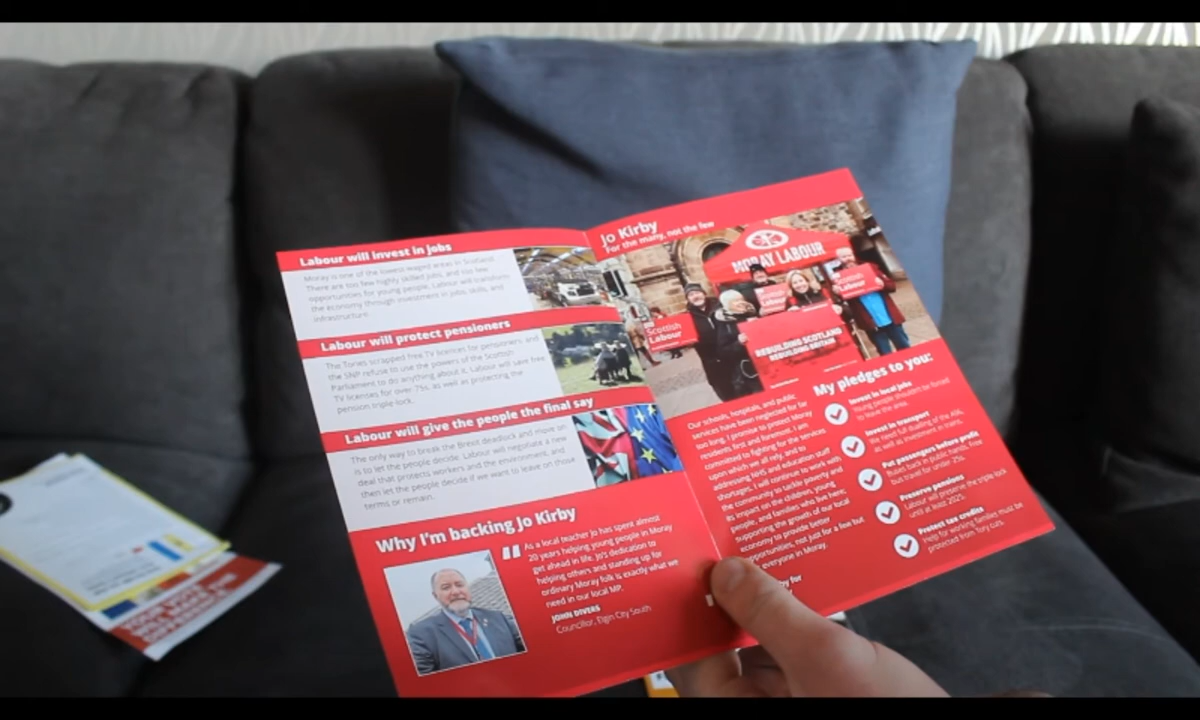 Labour will invest in jobs
Moray is one of the lowest waged areas in Scotland.
There are too few highly skilled jobs, and too few
opportunities for young people. Labour will transform
the economy through investment in jobs, skills, and
infrastructure.
Labour will protect pensioners
The Tories scrapped free TV licences for pensioners and
the SNP refuse to use the powers of the Scottish
Parliament to do anything about it. Labour will save free
TV licenses for over 75s, as well as protecting the
pension triple-lock.
Labour will give the people the final say
The only way to break the Brexit deadlock and move on
is to let the people decide. Labour will negotiate a new
deal that protects workers and the environment, and
then let the people decide if we want to leave on those
terms or remain.
Why I'm backing Jo Kirby
"As a local teacher Jo has spent almost
20 years helping young people in Moray
get ahead in life. Jo's dedication to
helping others and standing up for
ordinary Moray folk is exactly what we
need in our local MP.
JOHN DIVERS
Councillor, Elgin City South
Jo Kirby
For the many, not the few
MORAY LABOUR
Scottish
Labour
Labour
Labour
REBUILDING SCOTLAND
REBUILDING BRITAIN
Our schools, hospitals, and public
services have been neglected for far
too long. I promise to protect Moray
residents first and foremost. I am
committed to fighting for the services
upon which we all rely, and to
addressing NHS and education staff
shortages. I will continue to work with
the community to tackle poverty and
its impact on the children, young
people, and families who live here;
supporting the growth of our local
economy to provide better
opportunities, not just for a few but
everyone in Moray.
for
My pledges to you:
Invest in local jobs
Young people shouldn't be forced
to leave the area.
Invest in transport
The next full dualling of the A96,
as well as investment in trains.
Put passengers before profit
Buses back in public hands, free
bus travel for under 25s.
Preserve pensions
Labour will preserve the triple lock
until at least 2025.
Protect tax credits
Help for working families must be
protected from Tory cuts.